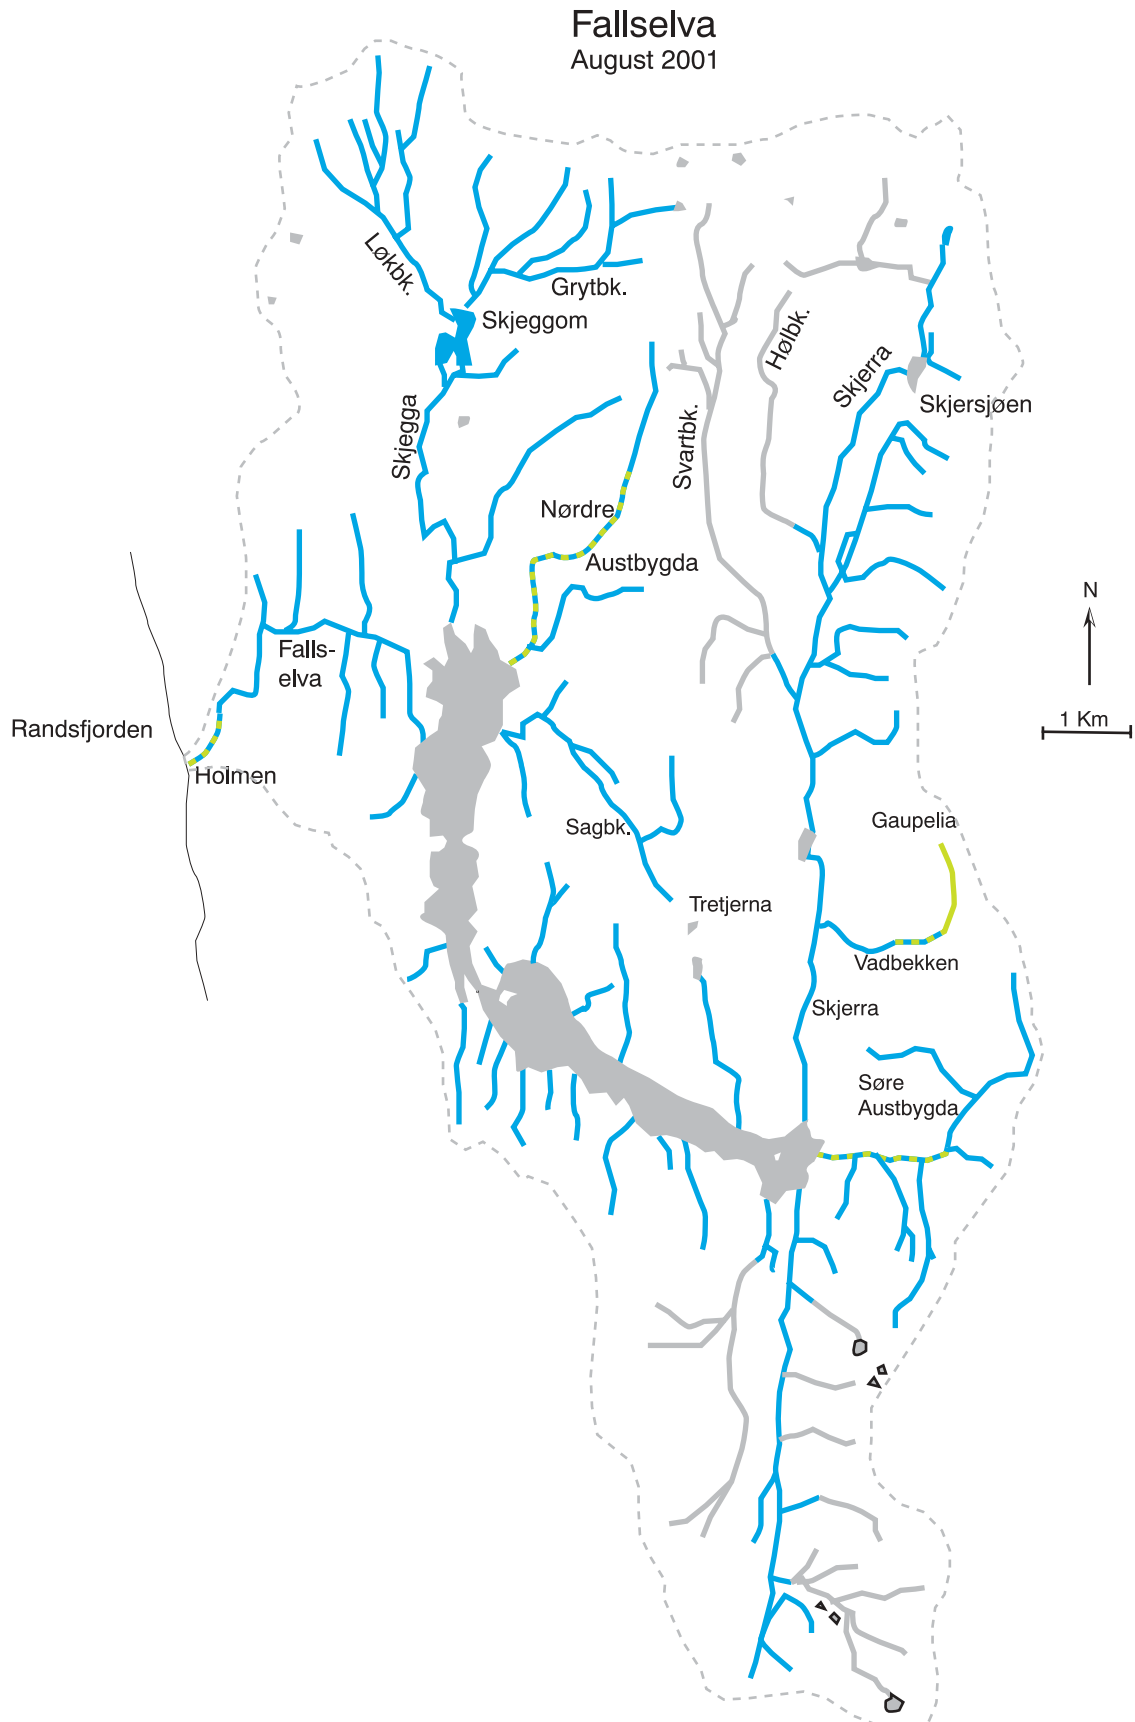 Fallselva
August 2001
Løkbk.
Grytbk.
Skjeggom
Hølbk.
Skjerra
Skjersjøen
Skjegga
Svartbk.
Nørdre
Austbygda
N
Falls-
elva
1 Km
Randsfjorden
Holmen
Gaupelia
Sagbk.
Tretjerna
Vadbekken
Skjerra
Søre
Austbygda